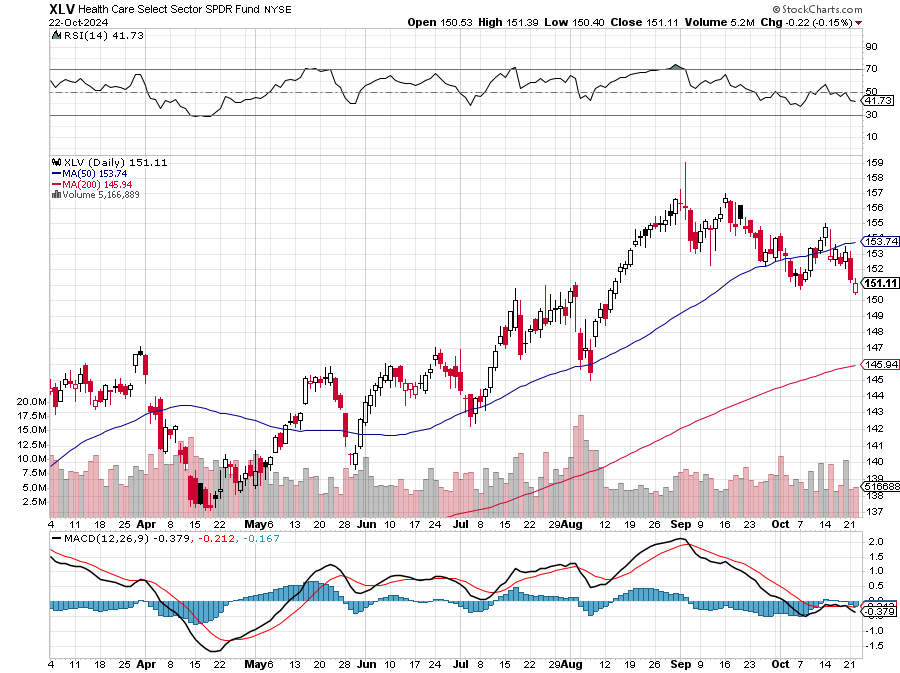 XLV Health Care Select Sector SPDR Fund NYSE
© StockCharts.com
22-Oct-2024
Open 150.53 High 151.39 Low 150.40 Close 151.11 Volume 5.2M Chg -0.22 (-0.15%)
RSI(14) 41.73
90
70
50
41.73
30
10
XLV (Daily) 151.11
MA(50) 153.74
MA(200) 145.94
Volume 5,166,889
159
158
157
156
155
153.74
153
152
151.11
150
149
148
147
145.94
145
144
143
142
141
140
139
138
137
20.0M
17.5M
15.0M
12.5M
10.0M
7.5M
5.0M
2.5M
4 11 18 25 Apr 8 15 22 May 6 13 20 28 Jun 10 17 24 Jul 8 15 22 29 Aug 12 19 26 Sep 9 16 23 Oct 7 14 21
MACD(12,26,9) -0.379, -0.212, -0.167
2.0
1.5
1.0
0.5
-0.379
-1.0
-1.5
4 11 18 25 Apr 8 15 22 May 6 13 20 28 Jun 10 17 24 Jul 8 15 22 29 Aug 12 19 26 Sep 9 16 23 Oct 7 14 21